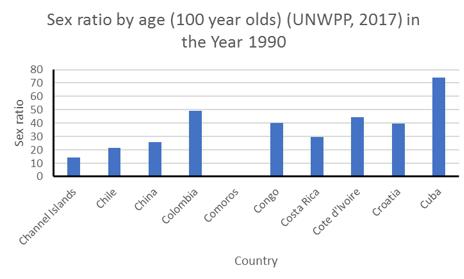 Sex ratio by age (100 year olds) (UNWPP, 2017) in
the Year 1990
80
70
60
50
40
30
20
10
0
Sex ratio
Channel Islands
Chile
China
Colombia
Comoros
Congo
Costa Rica
Cote d'Ivoire
Croatia
Cuba
Country